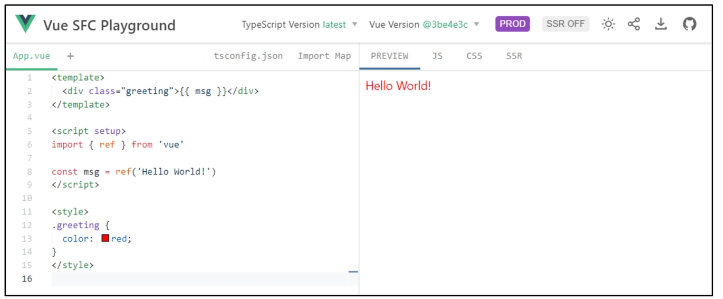 Vue SFC Playground
TypeScript Version latest
Vue Version @3be4e3c
PROD
SSR OFF
App.vue + tsconfig.json Import Map
PREVIEW JS CSS SSR
1 <template>
2   <div class="greeting">{{ msg }}</div>
3 </template>
4
5 <script setup>
6 import { ref } from 'vue'
7
8 const msg = ref('Hello World!')
9 </script>
10
11 <style>
12 .greeting {
13   color: red;
14 }
15 </style>
16
Hello World!